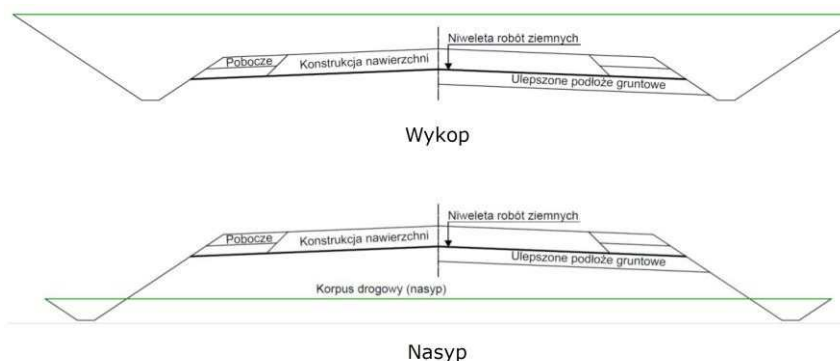 Niweleta robót ziemnych
Pobocze
Konstrukcja nawierzchni
Ulepszone podłoże gruntowe
Wykop
Niweleta robót ziemnych
Pobocze
Konstrukcja nawierzchni
Ulepszone podłoże gruntowe
Korpus drogowy (nasyp)
Nasyp